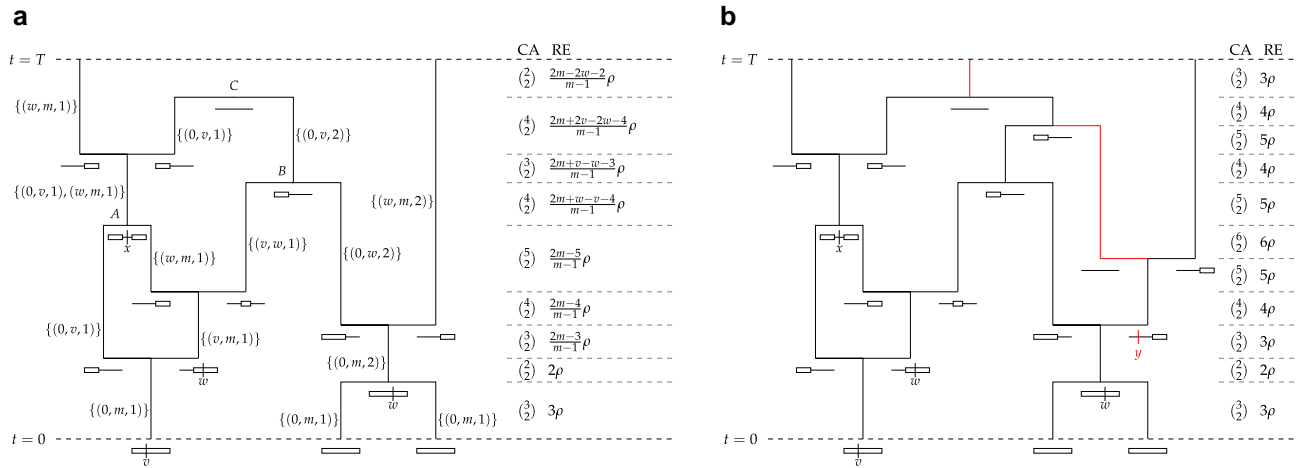 a
CA RE
t = T
C
(2 2) 2m−2w−2/m−1 ρ
{(w, m, 1)}
{(0, v, 1)} {(0, v, 2)}
(4 2) 2m+2v−2w−4/m−1 ρ
B
(3 2) 2m+v−w−3/m−1 ρ
{(0, v, 1), (w, m, 1)}
{(w, m, 2)}
(4 2) 2m+w−v−4/m−1 ρ
A
x
{(w, m, 1)} {(v, w, 1)} {(0, w, 2)}
(5 2) 2m−5/m−1 ρ
(4 2) 2m−4/m−1 ρ
{(0, v, 1)} {(v, m, 1)}
(3 2) 2m−3/m−1 ρ
{(0, m, 2)}
w
(2 2) 2ρ
w
{(0, m, 1)} {(0, m, 1)} {(0, m, 1)}
(3 2) 3ρ
t = 0
v
b
CA RE
t = T
(3 2) 3ρ
(4 2) 4ρ
(5 2) 5ρ
(4 2) 4ρ
(5 2) 5ρ
x
(6 2) 6ρ
(5 2) 5ρ
(4 2) 4ρ
(3 2) 3ρ
y
w
(2 2) 2ρ
w
(3 2) 3ρ
t = 0
v